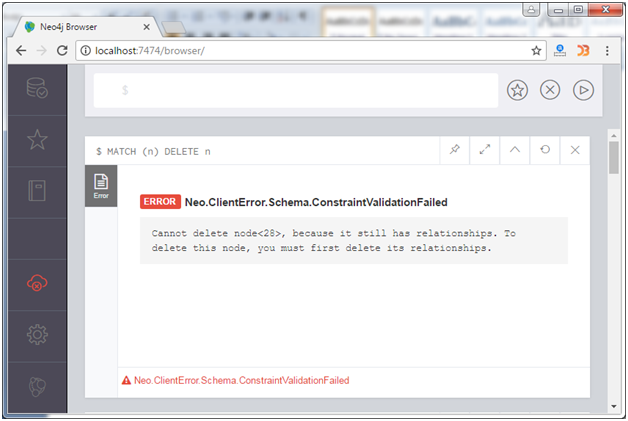 Neo4j Browser
localhost:7474/browser/
$
$ MATCH (n) DELETE n
Error
ERROR Neo.ClientError.Schema.ConstraintValidationFailed
Cannot delete node<28>, because it still has relationships. To
delete this node, you must first delete its relationships.
Neo.ClientError.Schema.ConstraintValidationFailed